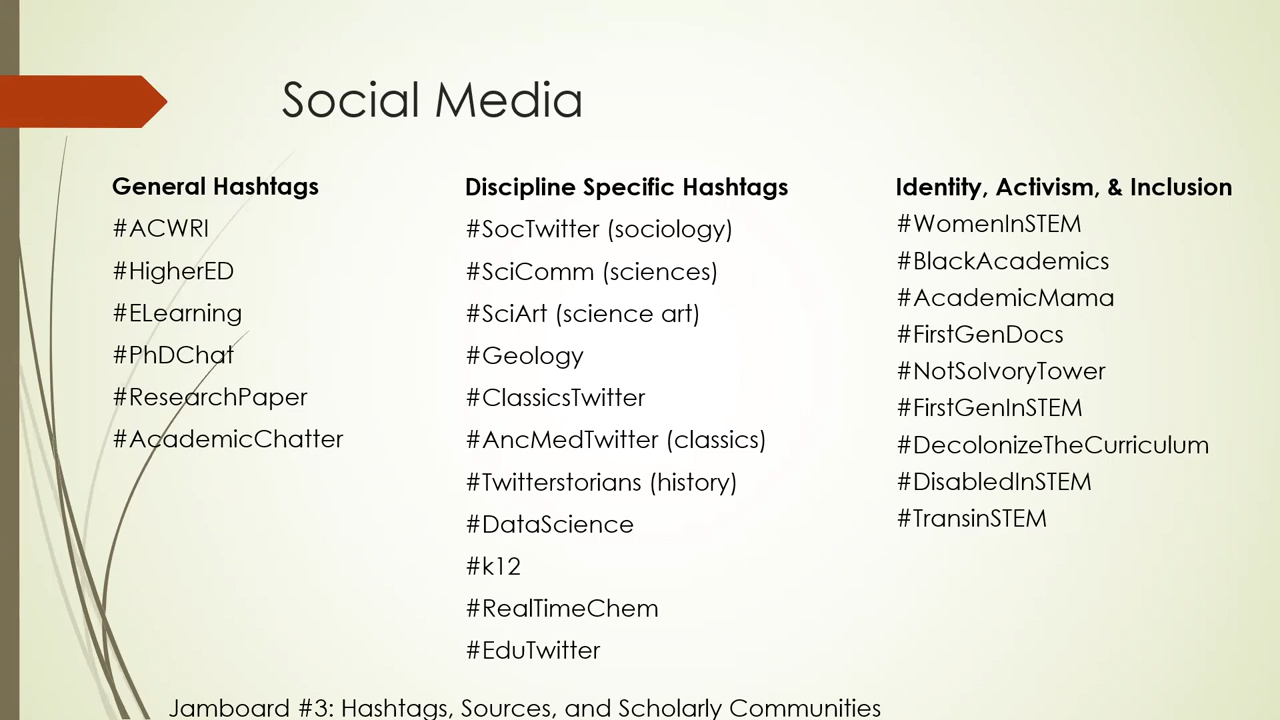 Social Media
General Hashtags
#ACWRI
#HigherED
#ELearning
#PhDChat
#ResearchPaper
#AcademicChatter
Discipline Specific Hashtags
#SocTwitter (sociology)
#SciComm (sciences)
#SciArt (science art)
#Geology
#ClassicsTwitter
#AncMedTwitter (classics)
#Twitterstorians (history)
#DataScience
#k12
#RealTimeChem
#EduTwitter
Identity, Activism, & Inclusion
#WomenInSTEM
#BlackAcademics
#AcademicMama
#FirstGenDocs
#NotSoIvoryTower
#FirstGenInSTEM
#DecolonizeTheCurriculum
#DisabledInSTEM
#TransinSTEM
Jamboard #3: Hashtags, Sources, and Scholarly Communities